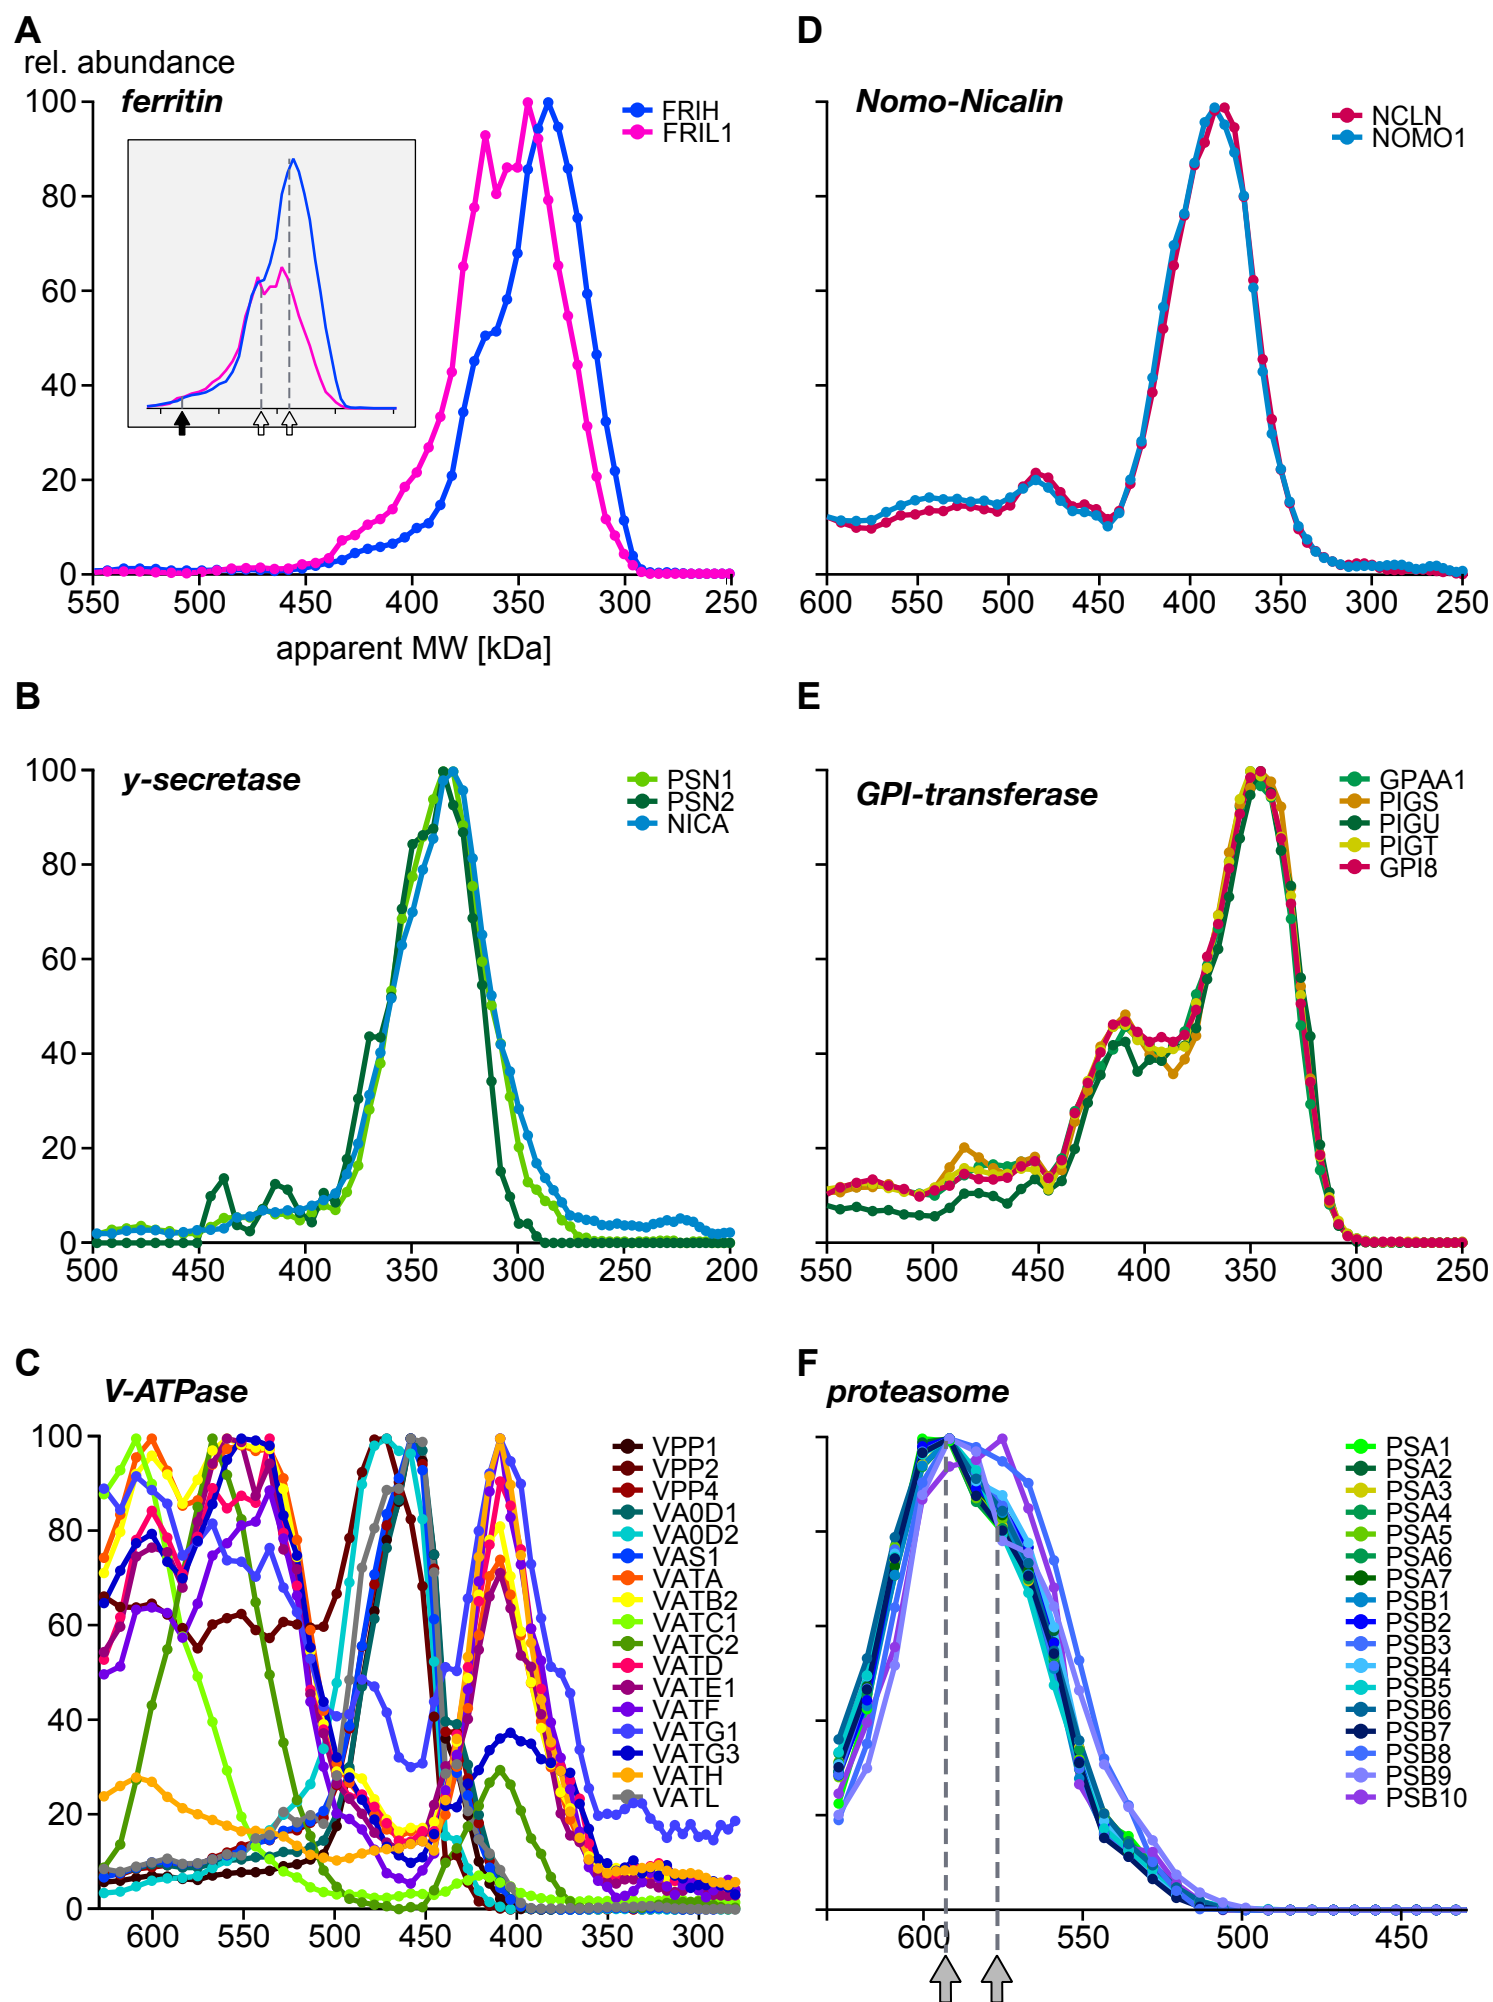 A
rel. abundance
ferritin
FRIH
FRIL1
100
80
60
40
20
0
550 500 450 400 350 300 250
apparent MW [kDa]
D
Nomo-Nicalin
NCLN
NOMO1
600 550 500 450 400 350 300 250
B
y-secretase
PSN1
PSN2
NICA
100
80
60
40
20
0
500 450 400 350 300 250 200
E
GPI-transferase
GPAA1
PIGS
PIGU
PIGT
GPI8
550 500 450 400 350 300 250
C
V-ATPase
VPP1
VPP2
VPP4
VA0D1
VA0D2
VAS1
VATA
VATB2
VATC1
VATC2
VATD
VATE1
VATF
VATG1
VATG3
VATH
VATL
100
80
60
40
20
0
600 550 500 450 400 350 300
F
proteasome
PSA1
PSA2
PSA3
PSA4
PSA5
PSA6
PSA7
PSB1
PSB2
PSB3
PSB4
PSB5
PSB6
PSB7
PSB8
PSB9
PSB10
600 550 500 450